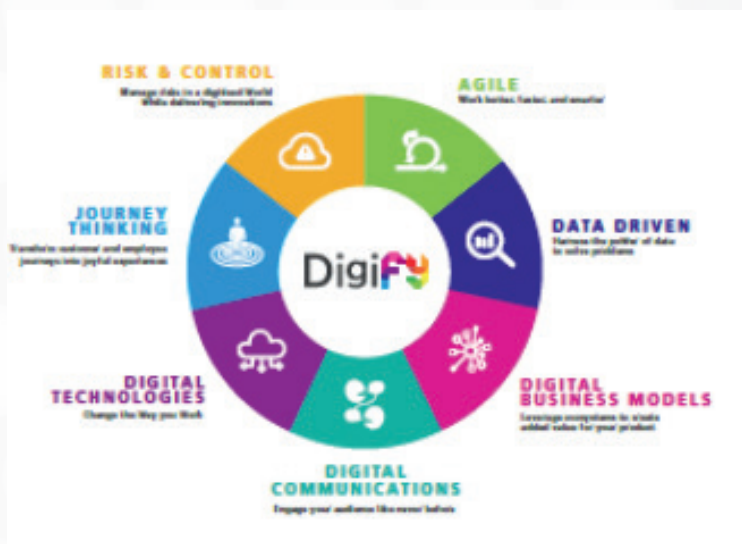 RISK & CONTROL
Manage risks in a digitised World
While delivering innovations
AGILE
Work better, faster, and smarter
JOURNEY
THINKING
Transform customer and employee
journeys into joyful experiences
DATA DRIVEN
Harness the power of data
to solve problems
Digify
DIGITAL
TECHNOLOGIES
Change the Way you Work
DIGITAL
BUSINESS MODELS
Leverage ecosystems to create
added value for your product
DIGITAL
COMMUNICATIONS
Engage your audience like never before